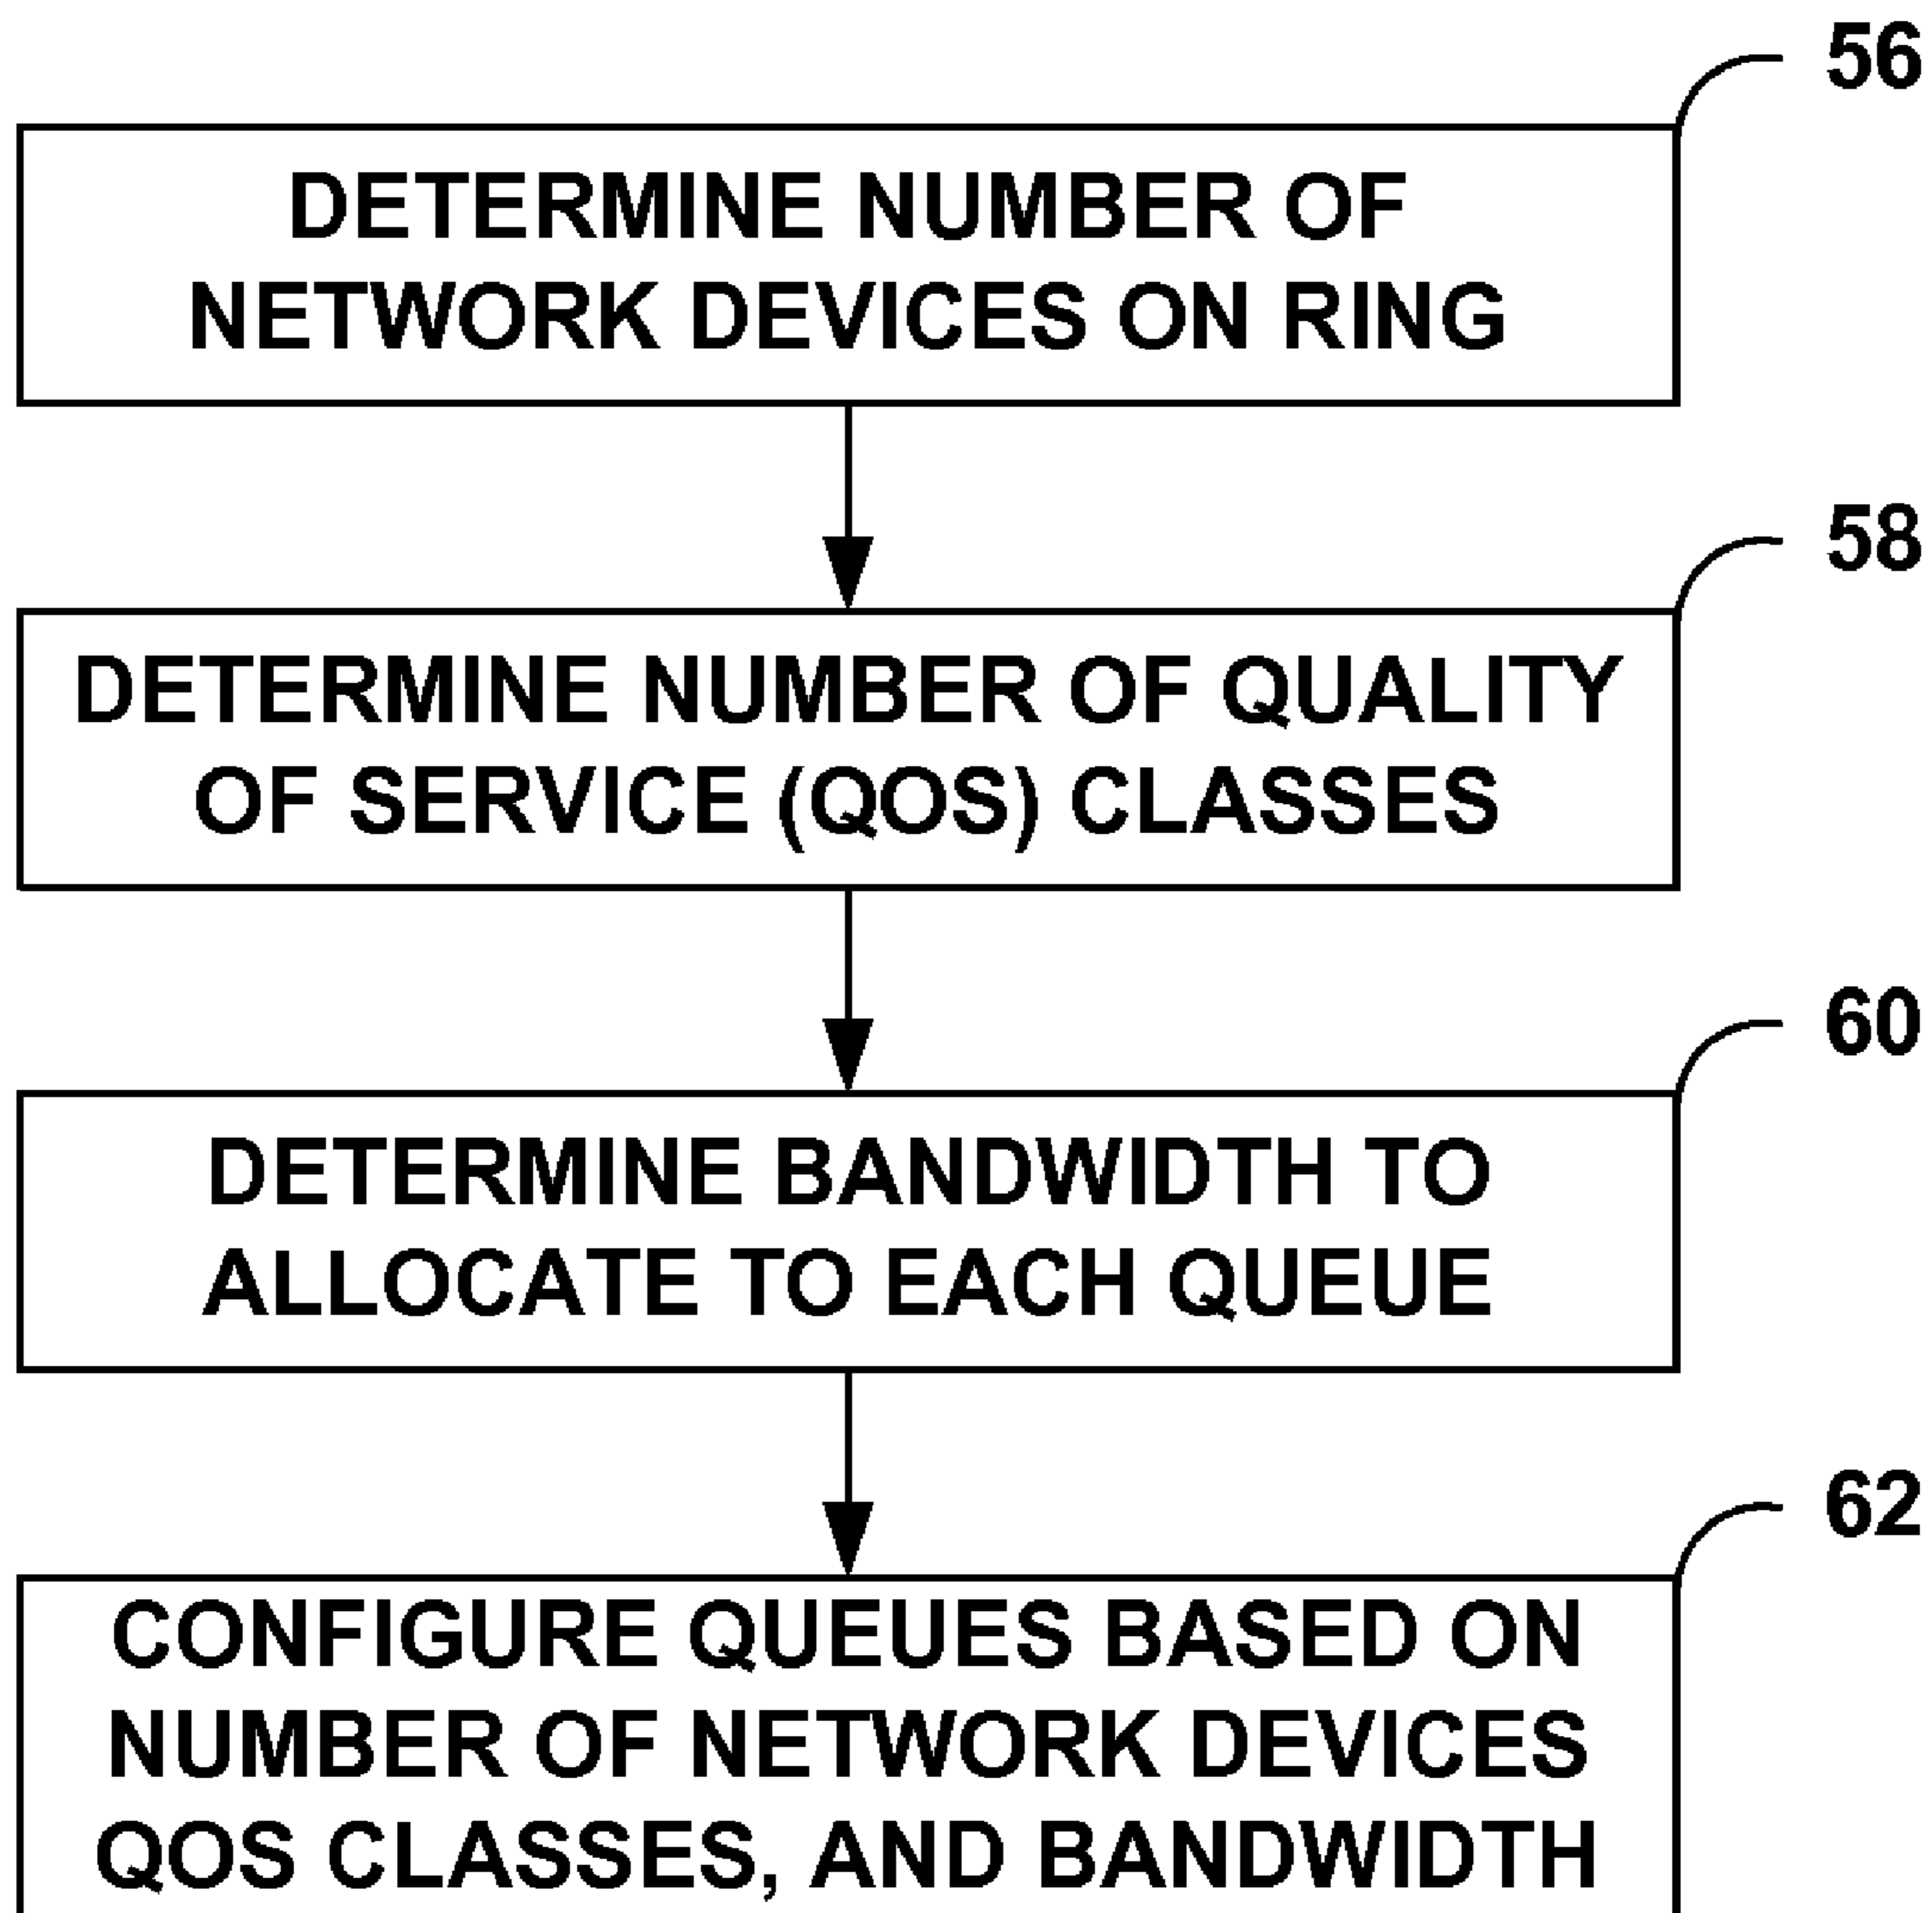 56
DETERMINE NUMBER OF
NETWORK DEVICES ON RING
58
DETERMINE NUMBER OF QUALITY
OF SERVICE (QOS) CLASSES
60
DETERMINE BANDWIDTH TO
ALLOCATE TO EACH QUEUE
62
CONFIGURE QUEUES BASED ON
NUMBER OF NETWORK DEVICES
QOS CLASSES, AND BANDWIDTH